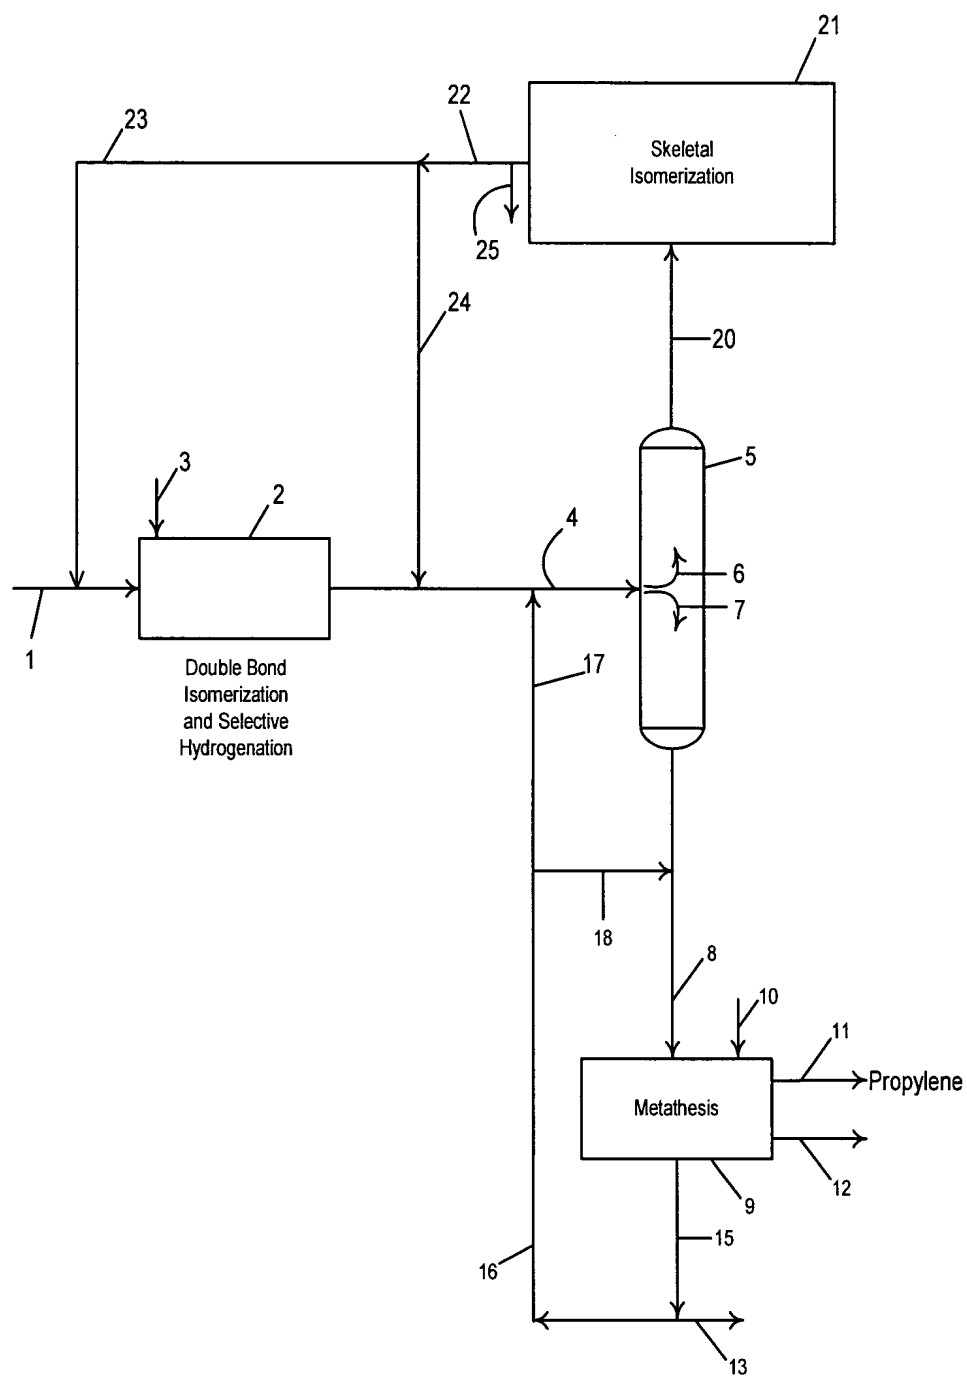 21
22
23
Skeletal
Isomerization
25
24
20
3
2
5
4
6
7
1
17
Double Bond
Isomerization
and Selective
Hydrogenation
18
8
10
11
Propylene
Metathesis
12
9
15
16
13